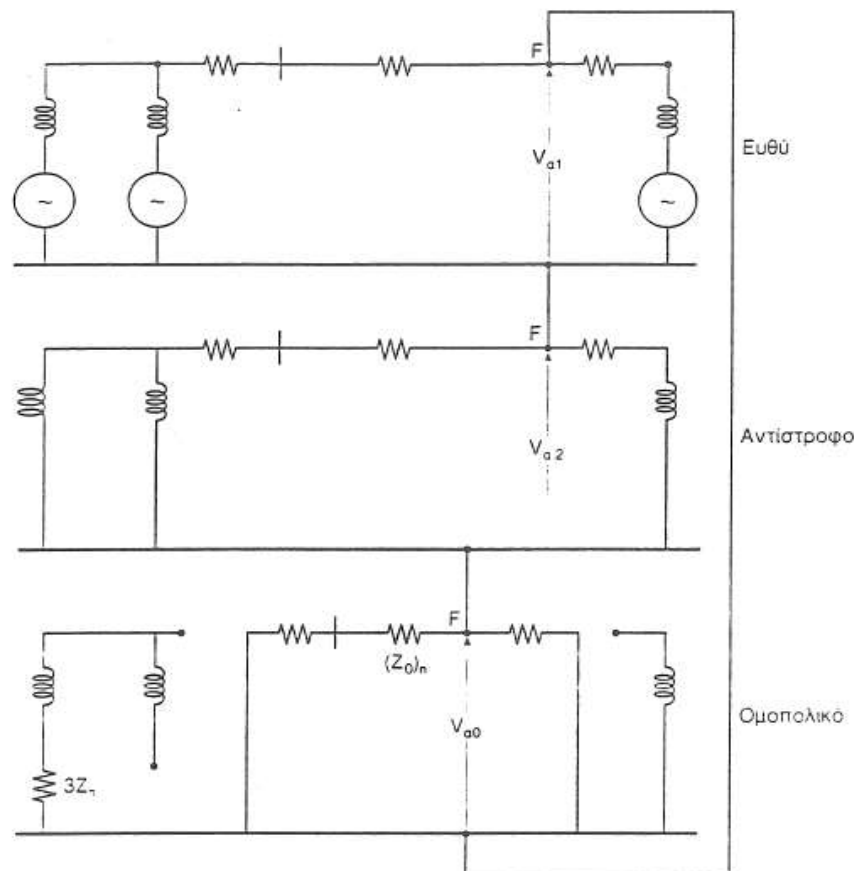 F
~
~
V_a1
~
Ευθύ
F
V_a2
Αντίστροφο
F
(Z_0)_n
V_a0
3Z_n
Ομοπολικό